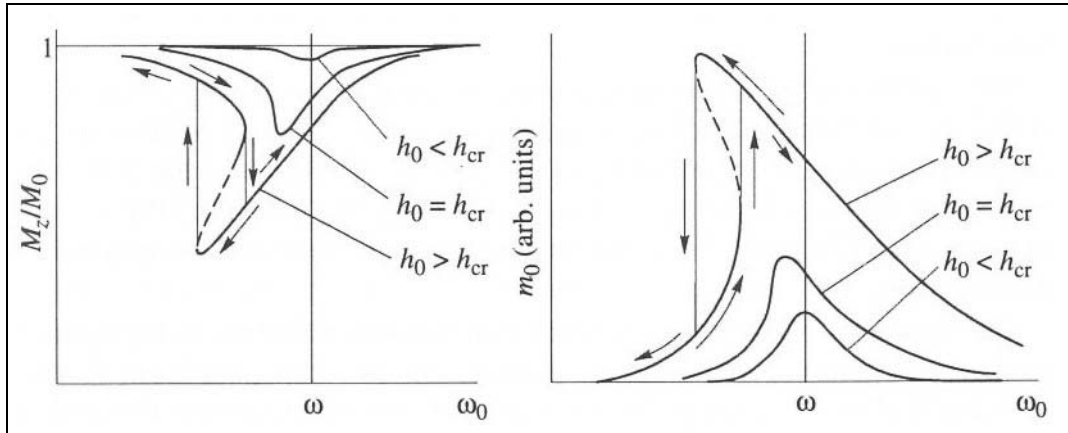 1
M_z/M_0
h_0 < h_cr
h_0 = h_cr
h_0 > h_cr
ω
ω_0
m_0 (arb. units)
h_0 > h_cr
h_0 = h_cr
h_0 < h_cr
ω
ω_0